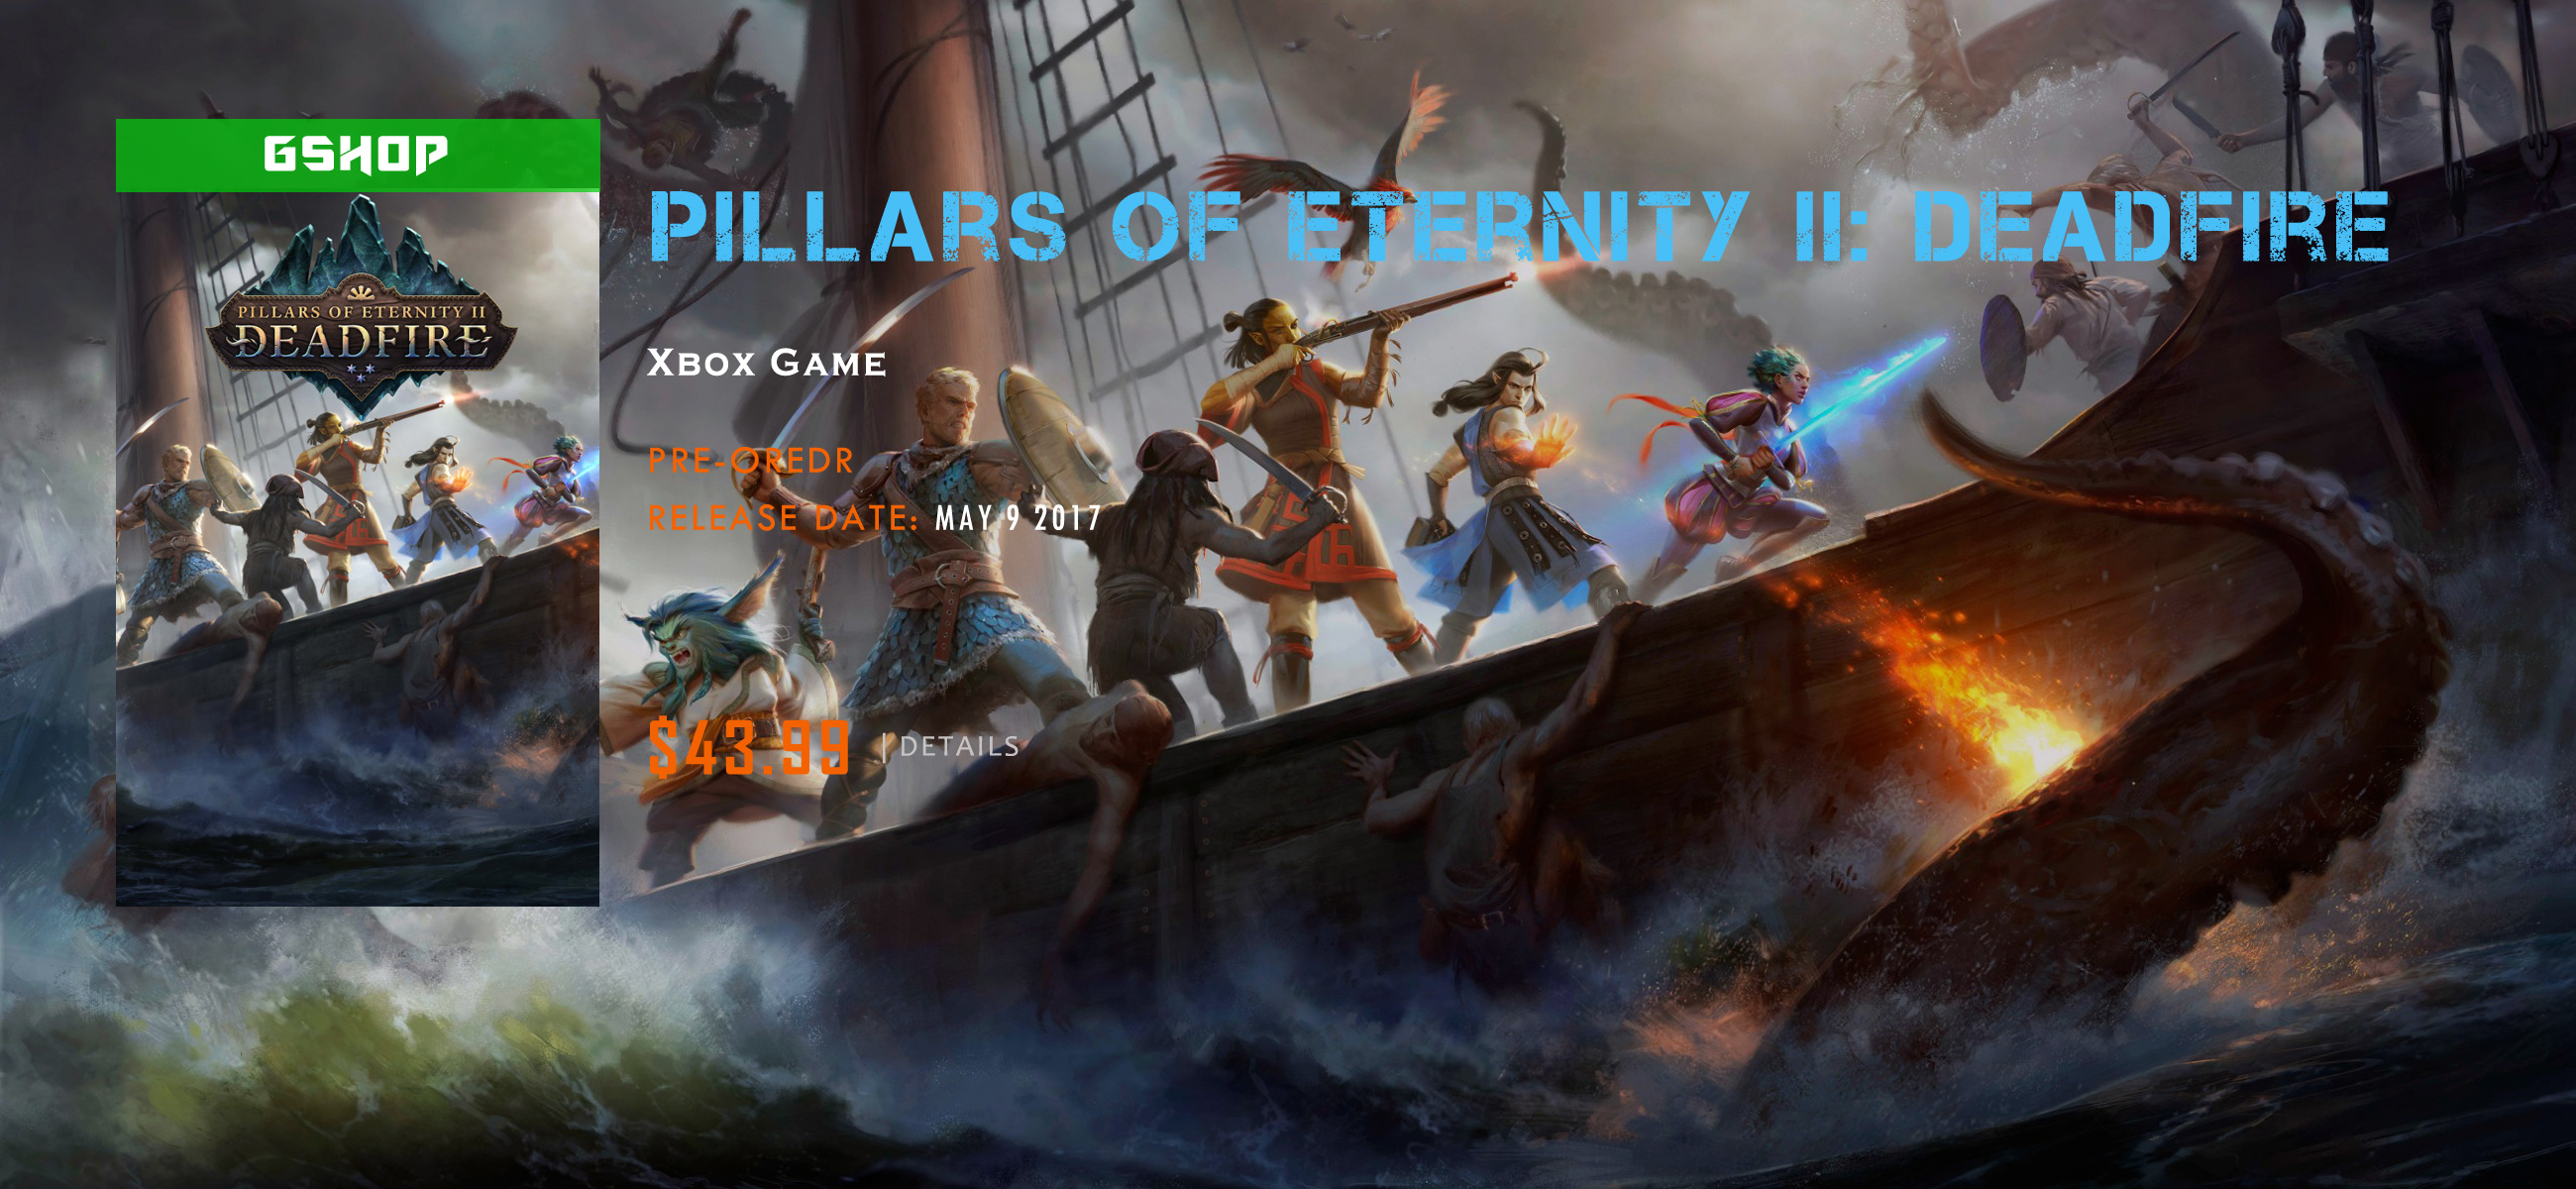 GSHOP
PILLARS OF ETERNITY II
DEADFIRE
PILLARS OF ETERNITY II: DEADFIRE
XBOX GAME
PRE-OREDR
RELEASE DATE: MAY 9 2017
$43.99 | DETAILS